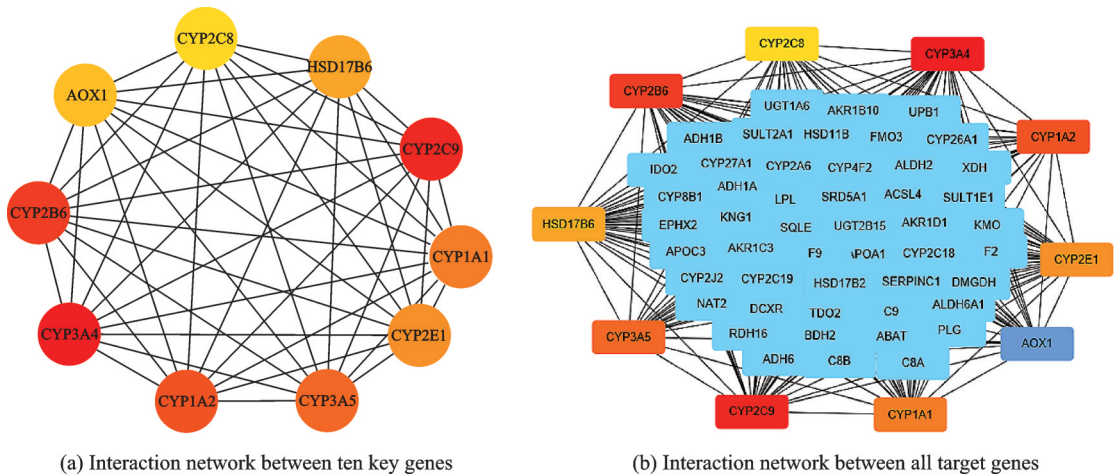 CYP2C8
HSD17B6
AOX1
CYP2C9
CYP2B6
CYP1A1
CYP3A4
CYP2E1
CYP1A2
CYP3A5
(a) Interaction network between ten key genes
CYP2C8
CYP3A4
CYP2B6
CYP1A2
UGT1A6 AKR1B10 UPB1
ADH1B SULT2A1 HSD11B FMO3 CYP26A1
IDO2 CYP27A1 CYP2A6 CYP4F2 ALDH2 XDH
CYP8B1 ADH1A LPL SRD5A1 ACSL4 SULT1E1
HSD17B6 EPHX2 KNG1 SQLE UGT2B15 AKR1D1 KMO
APOC3 AKR1C3 F9 \POA1 CYP2C18 F2 CYP2E1
CYP2J2 CYP2C19 HSD17B2 SERPINC1 DMGDH
NAT2 DCXR TDO2 C9 ALDH6A1
CYP3A5 RDH16 BDH2 ABAT PLG AOX1
ADH6 C8B C8A
CYP2C9 CYP1A1
(b) Interaction network between all target genes